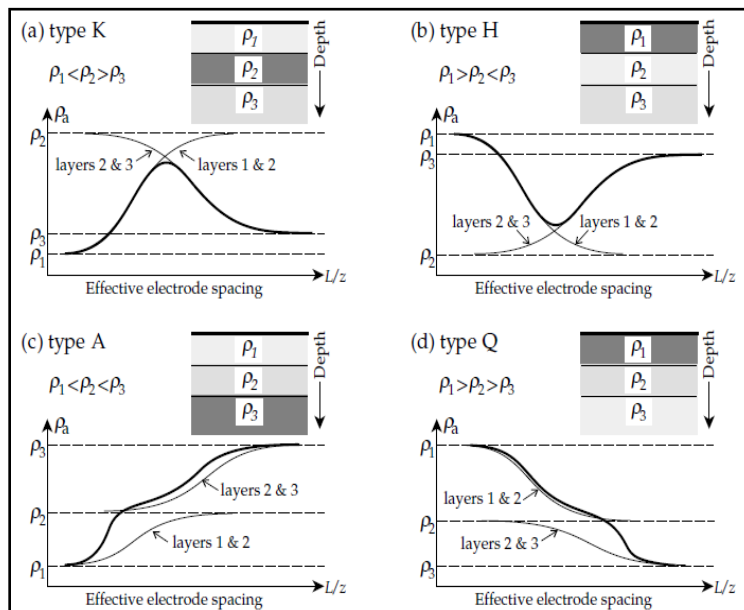 (a) type K
ρ1<ρ2>ρ3
ρ1
ρ2
ρ3
Depth
ρa
ρ2
layers 2 & 3
layers 1 & 2
ρ3
ρ1
Effective electrode spacing
L/z
(b) type H
ρ1>ρ2<ρ3
ρ1
ρ2
ρ3
Depth
ρa
ρ1
ρ3
layers 2 & 3
layers 1 & 2
ρ2
Effective electrode spacing
L/z
(c) type A
ρ1<ρ2<ρ3
ρ1
ρ2
ρ3
Depth
ρa
ρ3
layers 2 & 3
ρ2
layers 1 & 2
ρ1
Effective electrode spacing
L/z
(d) type Q
ρ1>ρ2>ρ3
ρ1
ρ2
ρ3
Depth
ρa
ρ1
layers 1 & 2
ρ2
layers 2 & 3
ρ3
Effective electrode spacing
L/z